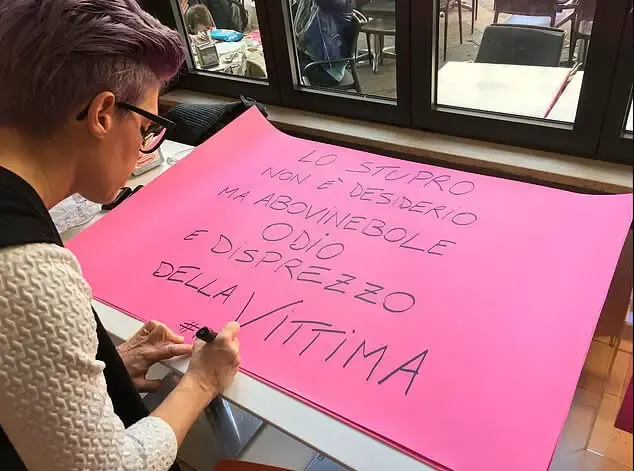 LO STUPRO
NON È DESIDERIO
MA ABOVINEBOLE
ODIO
E DISPREZZO
DELLA VITTIMA
#